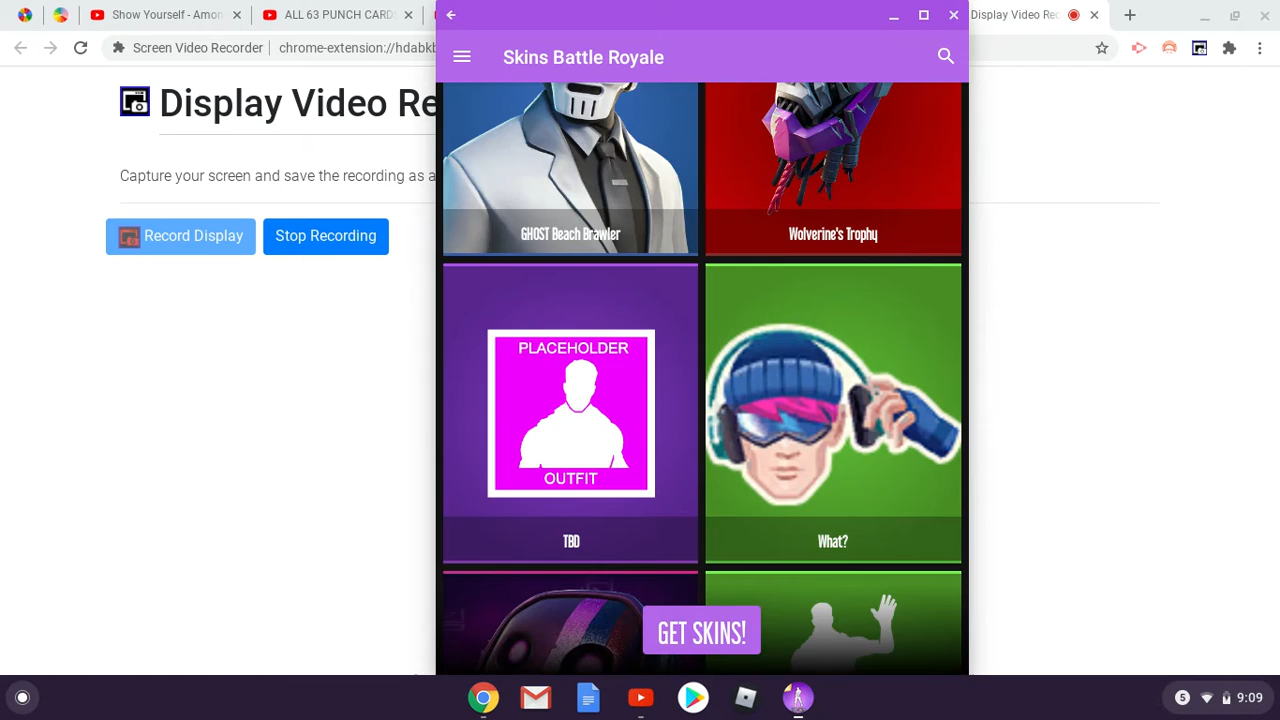 Show Yourself - Amon
ALL 63 PUNCH CARDS
Display Video Rec
Screen Video Recorder
chrome-extension://hdabkb
Display Video Re
Capture your screen and save the recording as a
Record Display
Stop Recording
Skins Battle Royale
GHOST Beach Brawler
Wolverine's Trophy
PLACEHOLDER
OUTFIT
TBD
What?
GET SKINS!
5
9:09